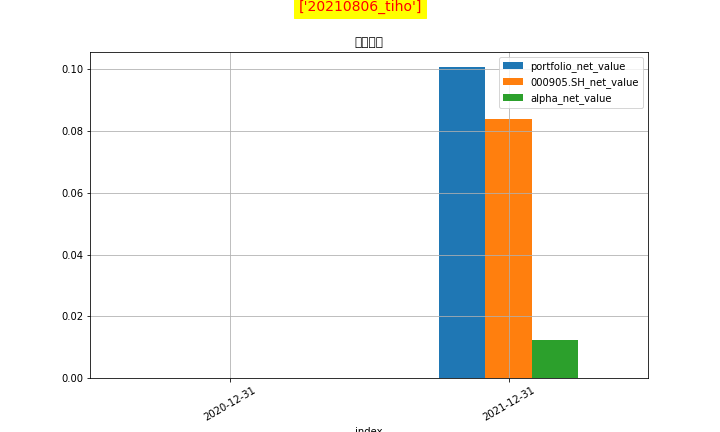 ['20210806_tiho']
0.10
0.08
0.06
0.04
0.02
0.00
portfolio_net_value
000905.SH_net_value
alpha_net_value
2020-12-31
2021-12-31
index